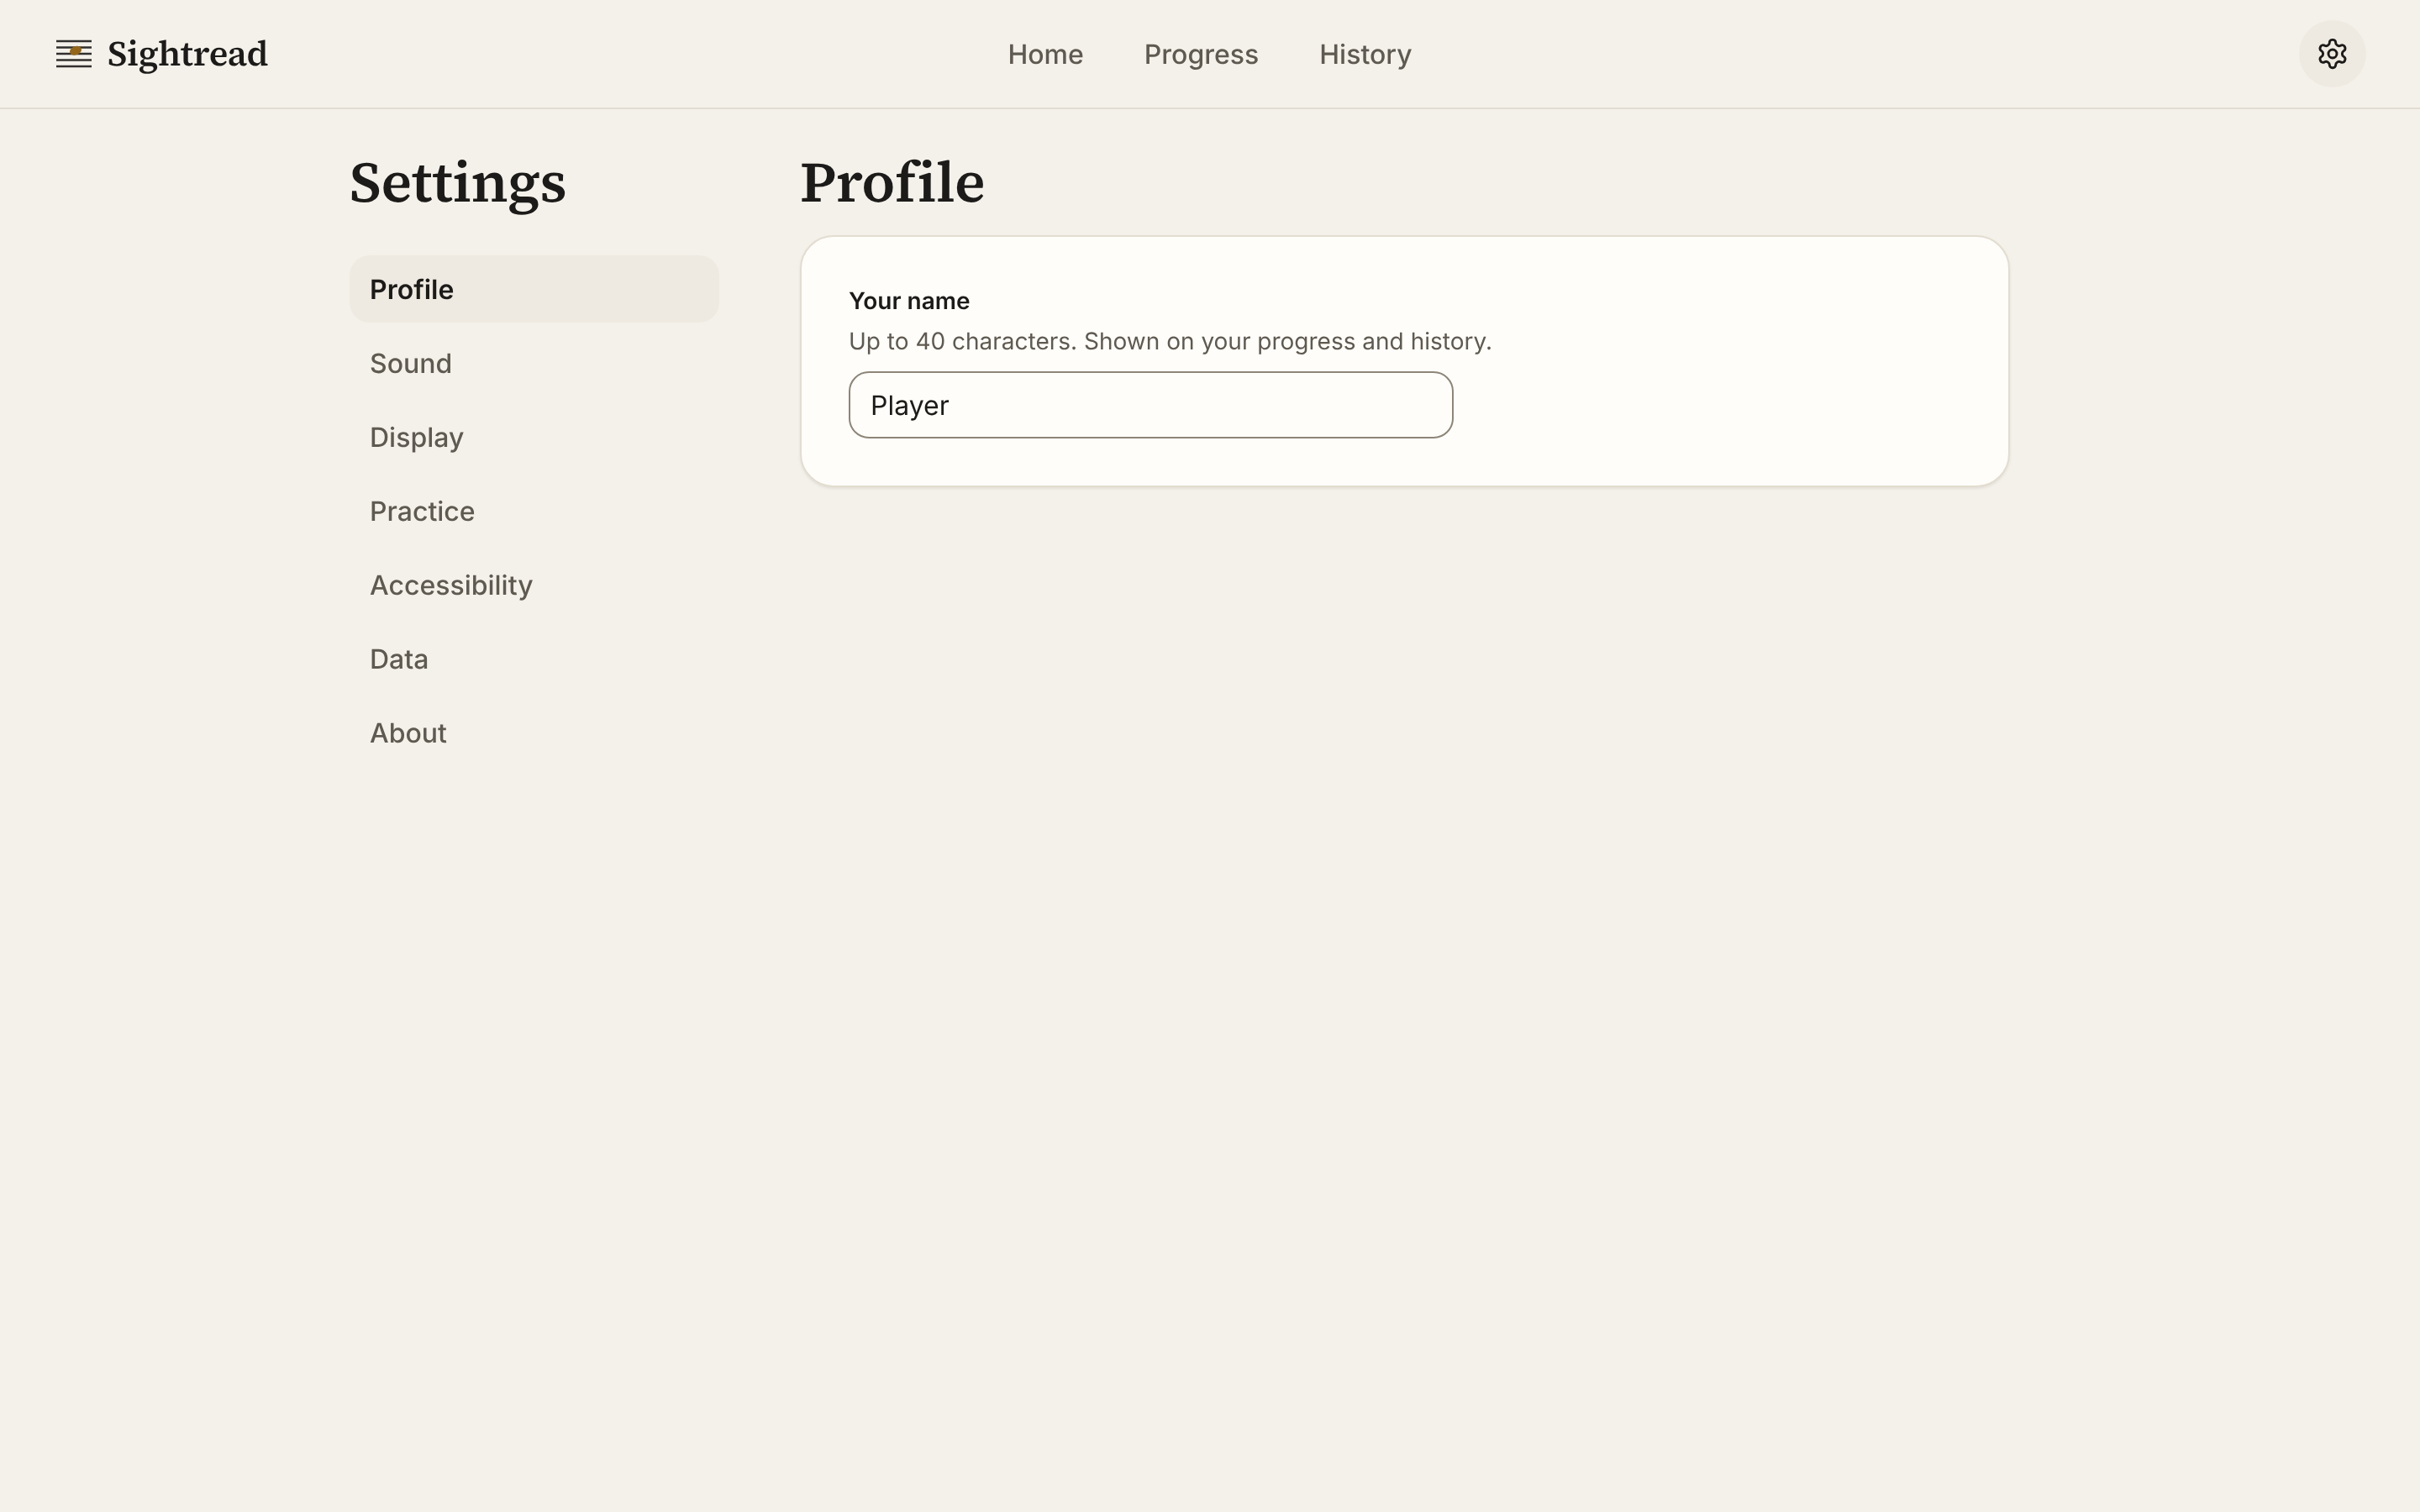 Sightread
Home
Progress
History
Settings
Profile
Sound
Display
Practice
Accessibility
Data
About
Profile
Your name
Up to 40 characters. Shown on your progress and history.
Player